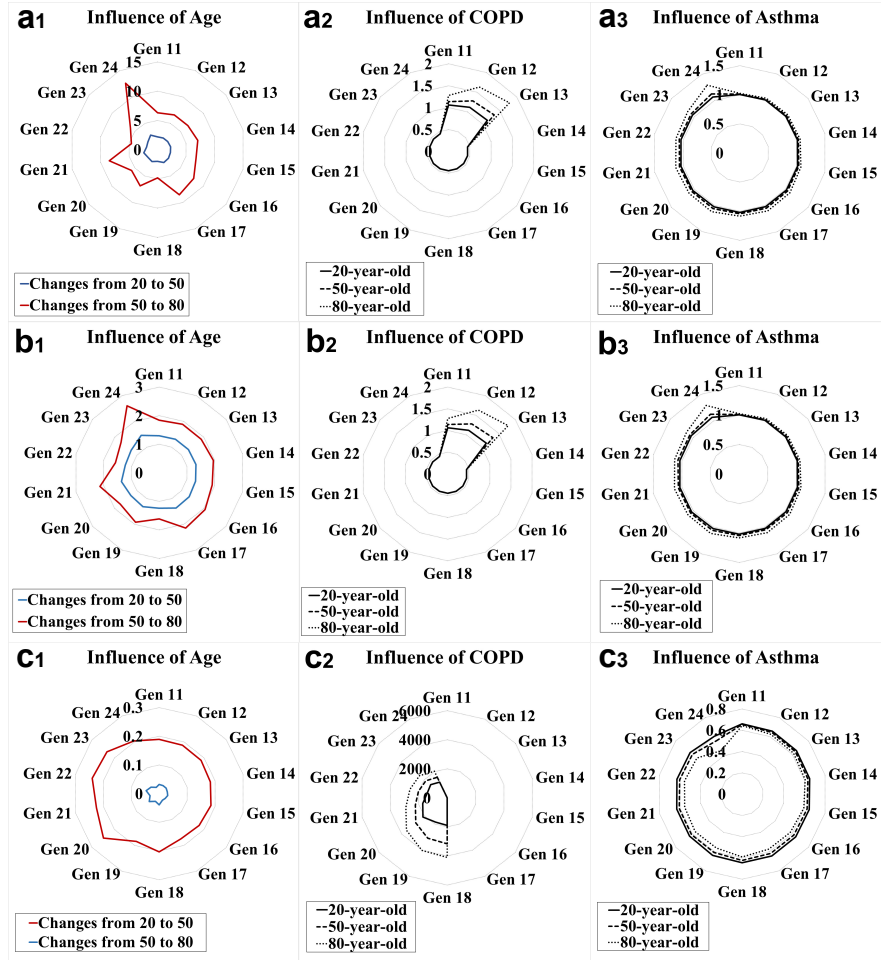 a1 Influence of Age
Gen 11
Gen 12
Gen 13
Gen 14
Gen 15
Gen 16
Gen 17
Gen 18
Gen 19
Gen 20
Gen 21
Gen 22
Gen 23
Gen 24
15
10
5
0
Changes from 20 to 50
Changes from 50 to 80
a2 Influence of COPD
Gen 11
Gen 12
Gen 13
Gen 14
Gen 15
Gen 16
Gen 17
Gen 18
Gen 19
Gen 20
Gen 21
Gen 22
Gen 23
Gen 24
2
1.5
1
0.5
0
20-year-old
50-year-old
80-year-old
a3 Influence of Asthma
Gen 11
Gen 12
Gen 13
Gen 14
Gen 15
Gen 16
Gen 17
Gen 18
Gen 19
Gen 20
Gen 21
Gen 22
Gen 23
Gen 24
1.5
1
0.5
0
20-year-old
50-year-old
80-year-old
b1 Influence of Age
Gen 11
Gen 12
Gen 13
Gen 14
Gen 15
Gen 16
Gen 17
Gen 18
Gen 19
Gen 20
Gen 21
Gen 22
Gen 23
Gen 24
3
2
1
0
Changes from 20 to 50
Changes from 50 to 80
b2 Influence of COPD
Gen 11
Gen 12
Gen 13
Gen 14
Gen 15
Gen 16
Gen 17
Gen 18
Gen 19
Gen 20
Gen 21
Gen 22
Gen 23
Gen 24
2
1.5
1
0.5
0
20-year-old
50-year-old
80-year-old
b3 Influence of Asthma
Gen 11
Gen 12
Gen 13
Gen 14
Gen 15
Gen 16
Gen 17
Gen 18
Gen 19
Gen 20
Gen 21
Gen 22
Gen 23
Gen 24
1.5
1
0.5
0
20-year-old
50-year-old
80-year-old
c1 Influence of Age
Gen 11
Gen 12
Gen 13
Gen 14
Gen 15
Gen 16
Gen 17
Gen 18
Gen 19
Gen 20
Gen 21
Gen 22
Gen 23
Gen 24
0.3
0.2
0.1
0
Changes from 20 to 50
Changes from 50 to 80
c2 Influence of COPD
Gen 11
Gen 12
Gen 13
Gen 14
Gen 15
Gen 16
Gen 17
Gen 18
Gen 19
Gen 20
Gen 21
Gen 22
Gen 23
Gen 24
6000
4000
2000
0
20-year-old
50-year-old
80-year-old
c3 Influence of Asthma
Gen 11
Gen 12
Gen 13
Gen 14
Gen 15
Gen 16
Gen 17
Gen 18
Gen 19
Gen 20
Gen 21
Gen 22
Gen 23
Gen 24
0.8
0.6
0.4
0.2
0
20-year-old
50-year-old
80-year-old